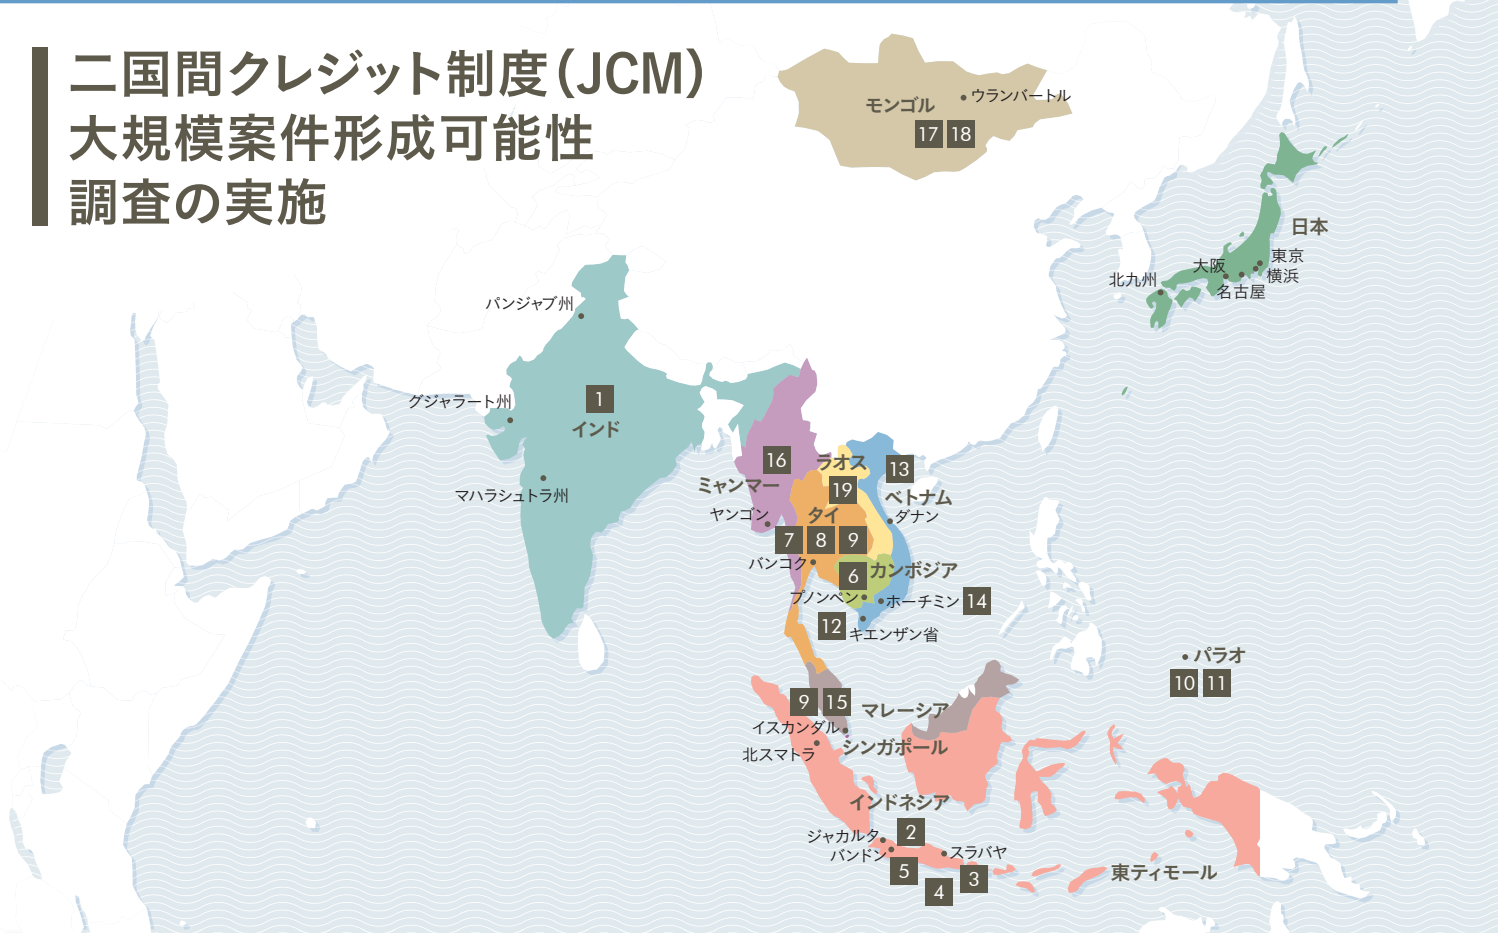 二国間クレジット制度（JCM）
大規模案件形成可能性
調査の実施
モンゴル
ウランバートル
17 18
日本
東京
大阪
横浜
北九州
名古屋
パンジャブ州
1
グジャラート州
インド
マハラシュトラ州
16
ラオス
13
ミャンマー
19
ベトナム
ヤンゴン
タイ
ダナン
7 8 9
バンコク
6
カンボジア
プノンペン
ホーチミン
14
12
キエンザン省
パラオ
10 11
9 15
マレーシア
イスカンダル
シンガポール
北スマトラ
インドネシア
2
ジャカルタ
バンドン
スラバヤ
5
4
3
東ティモール